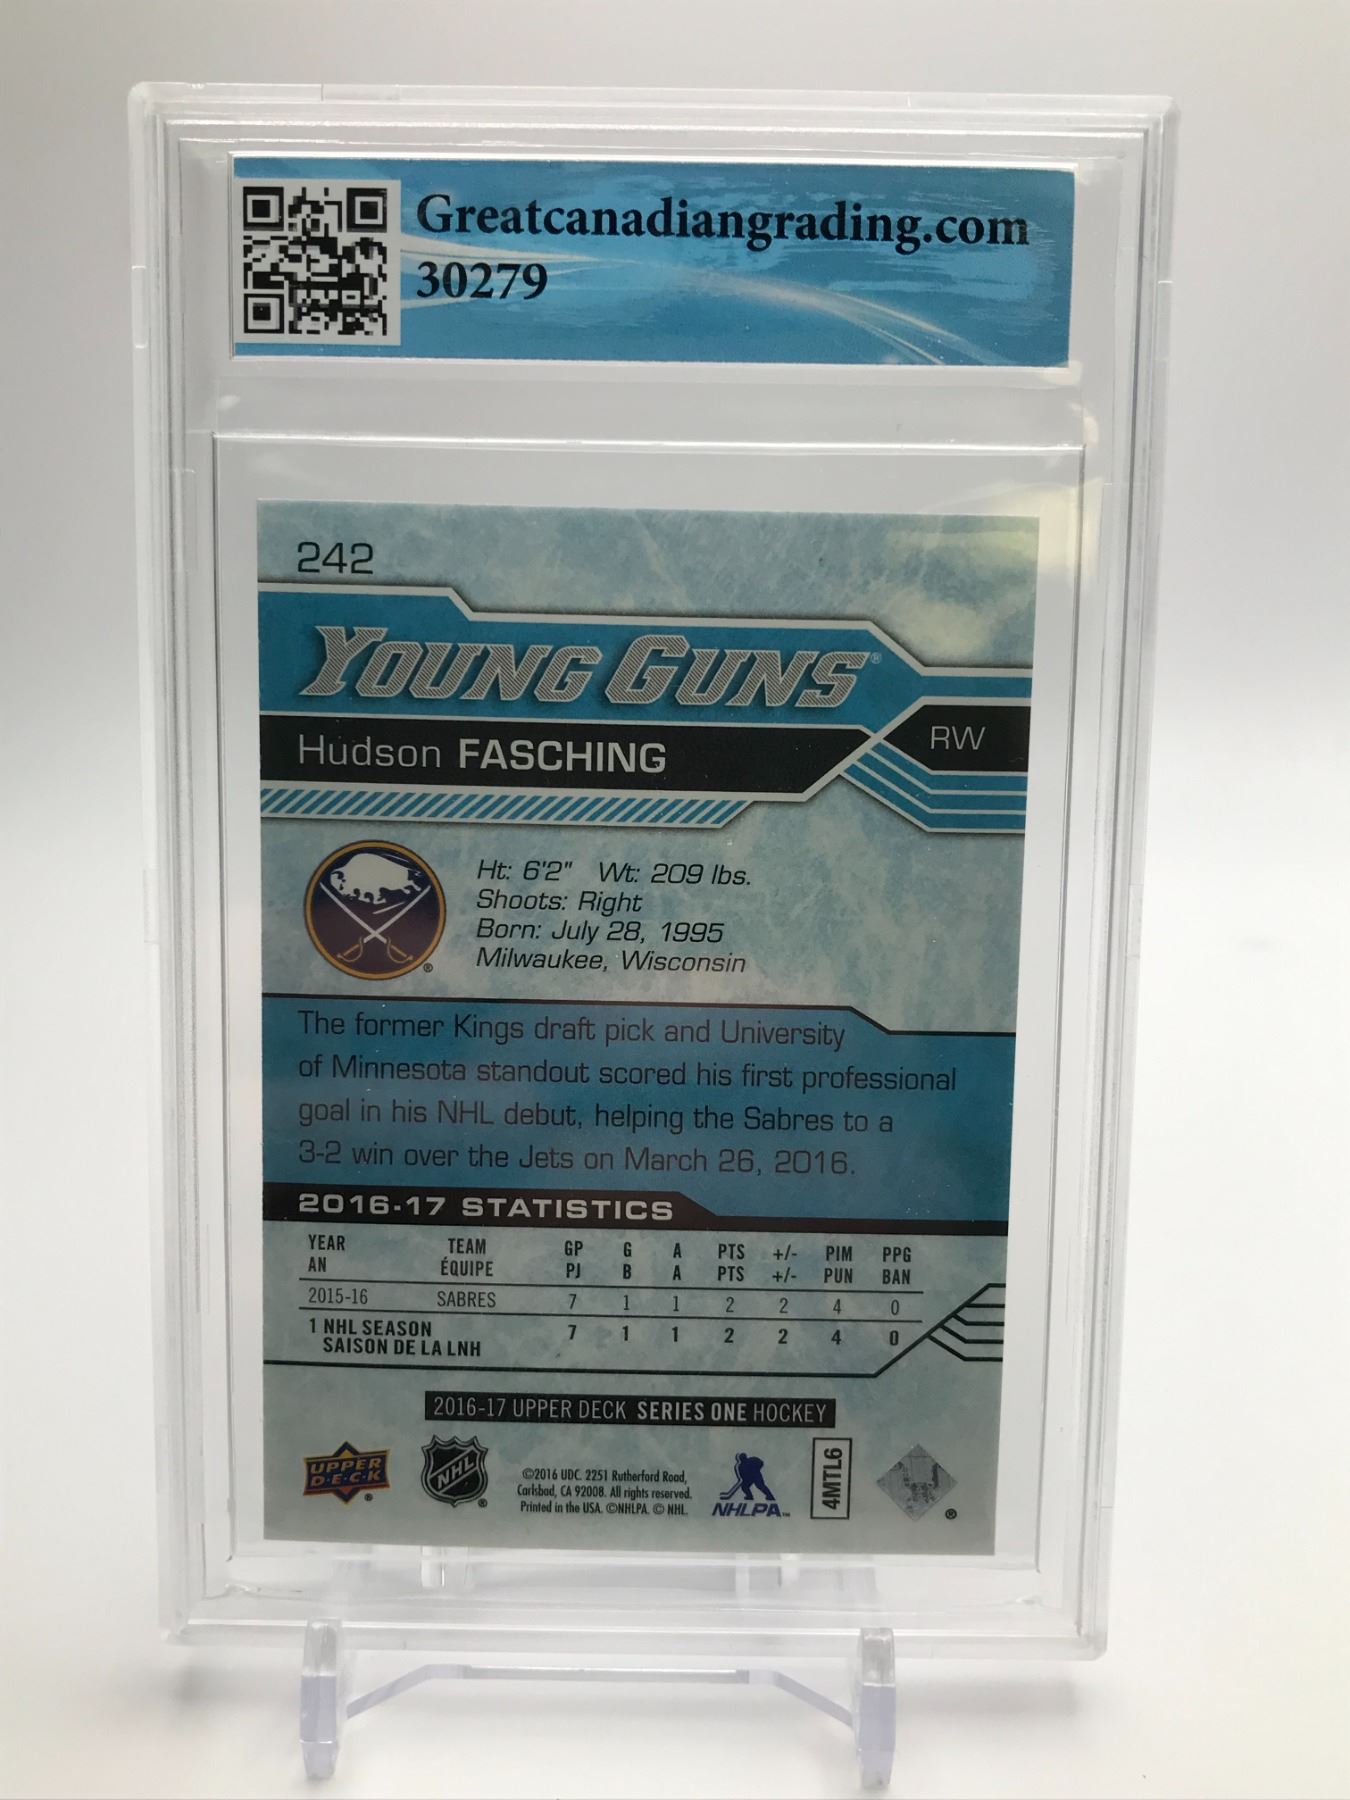 Greatcanadiangrading.com
30279
242
YOUNG GUNS®
Hudson FASCHING
RW
Ht: 6'2" Wt: 209 lbs.
Shoots: Right
Born: July 28, 1995
Milwaukee, Wisconsin
®
The former Kings draft pick and University
of Minnesota standout scored his first professional
goal in his NHL debut, helping the Sabres to a
3-2 win over the Jets on March 26, 2016.
2016-17 STATISTICS
YEAR TEAM GP G A PTS +/- PIM PPG
AN ÉQUIPE PJ B A PTS +/- PUN BAN
2015-16 SABRES 7 1 1 2 2 4 0
1 NHL SEASON 7 1 1 2 2 4 0
SAISON DE LA LNH
2016-17 UPPER DECK SERIES ONE HOCKEY
UPPER
D·E·C·K
®
NHL
®
©2016 UDC. 2251 Rutherford Road,
Carlsbad, CA 92008. All rights reserved.
Printed in the USA. ©NHLPA. © NHL.
NHLPA™
4MTL6
®